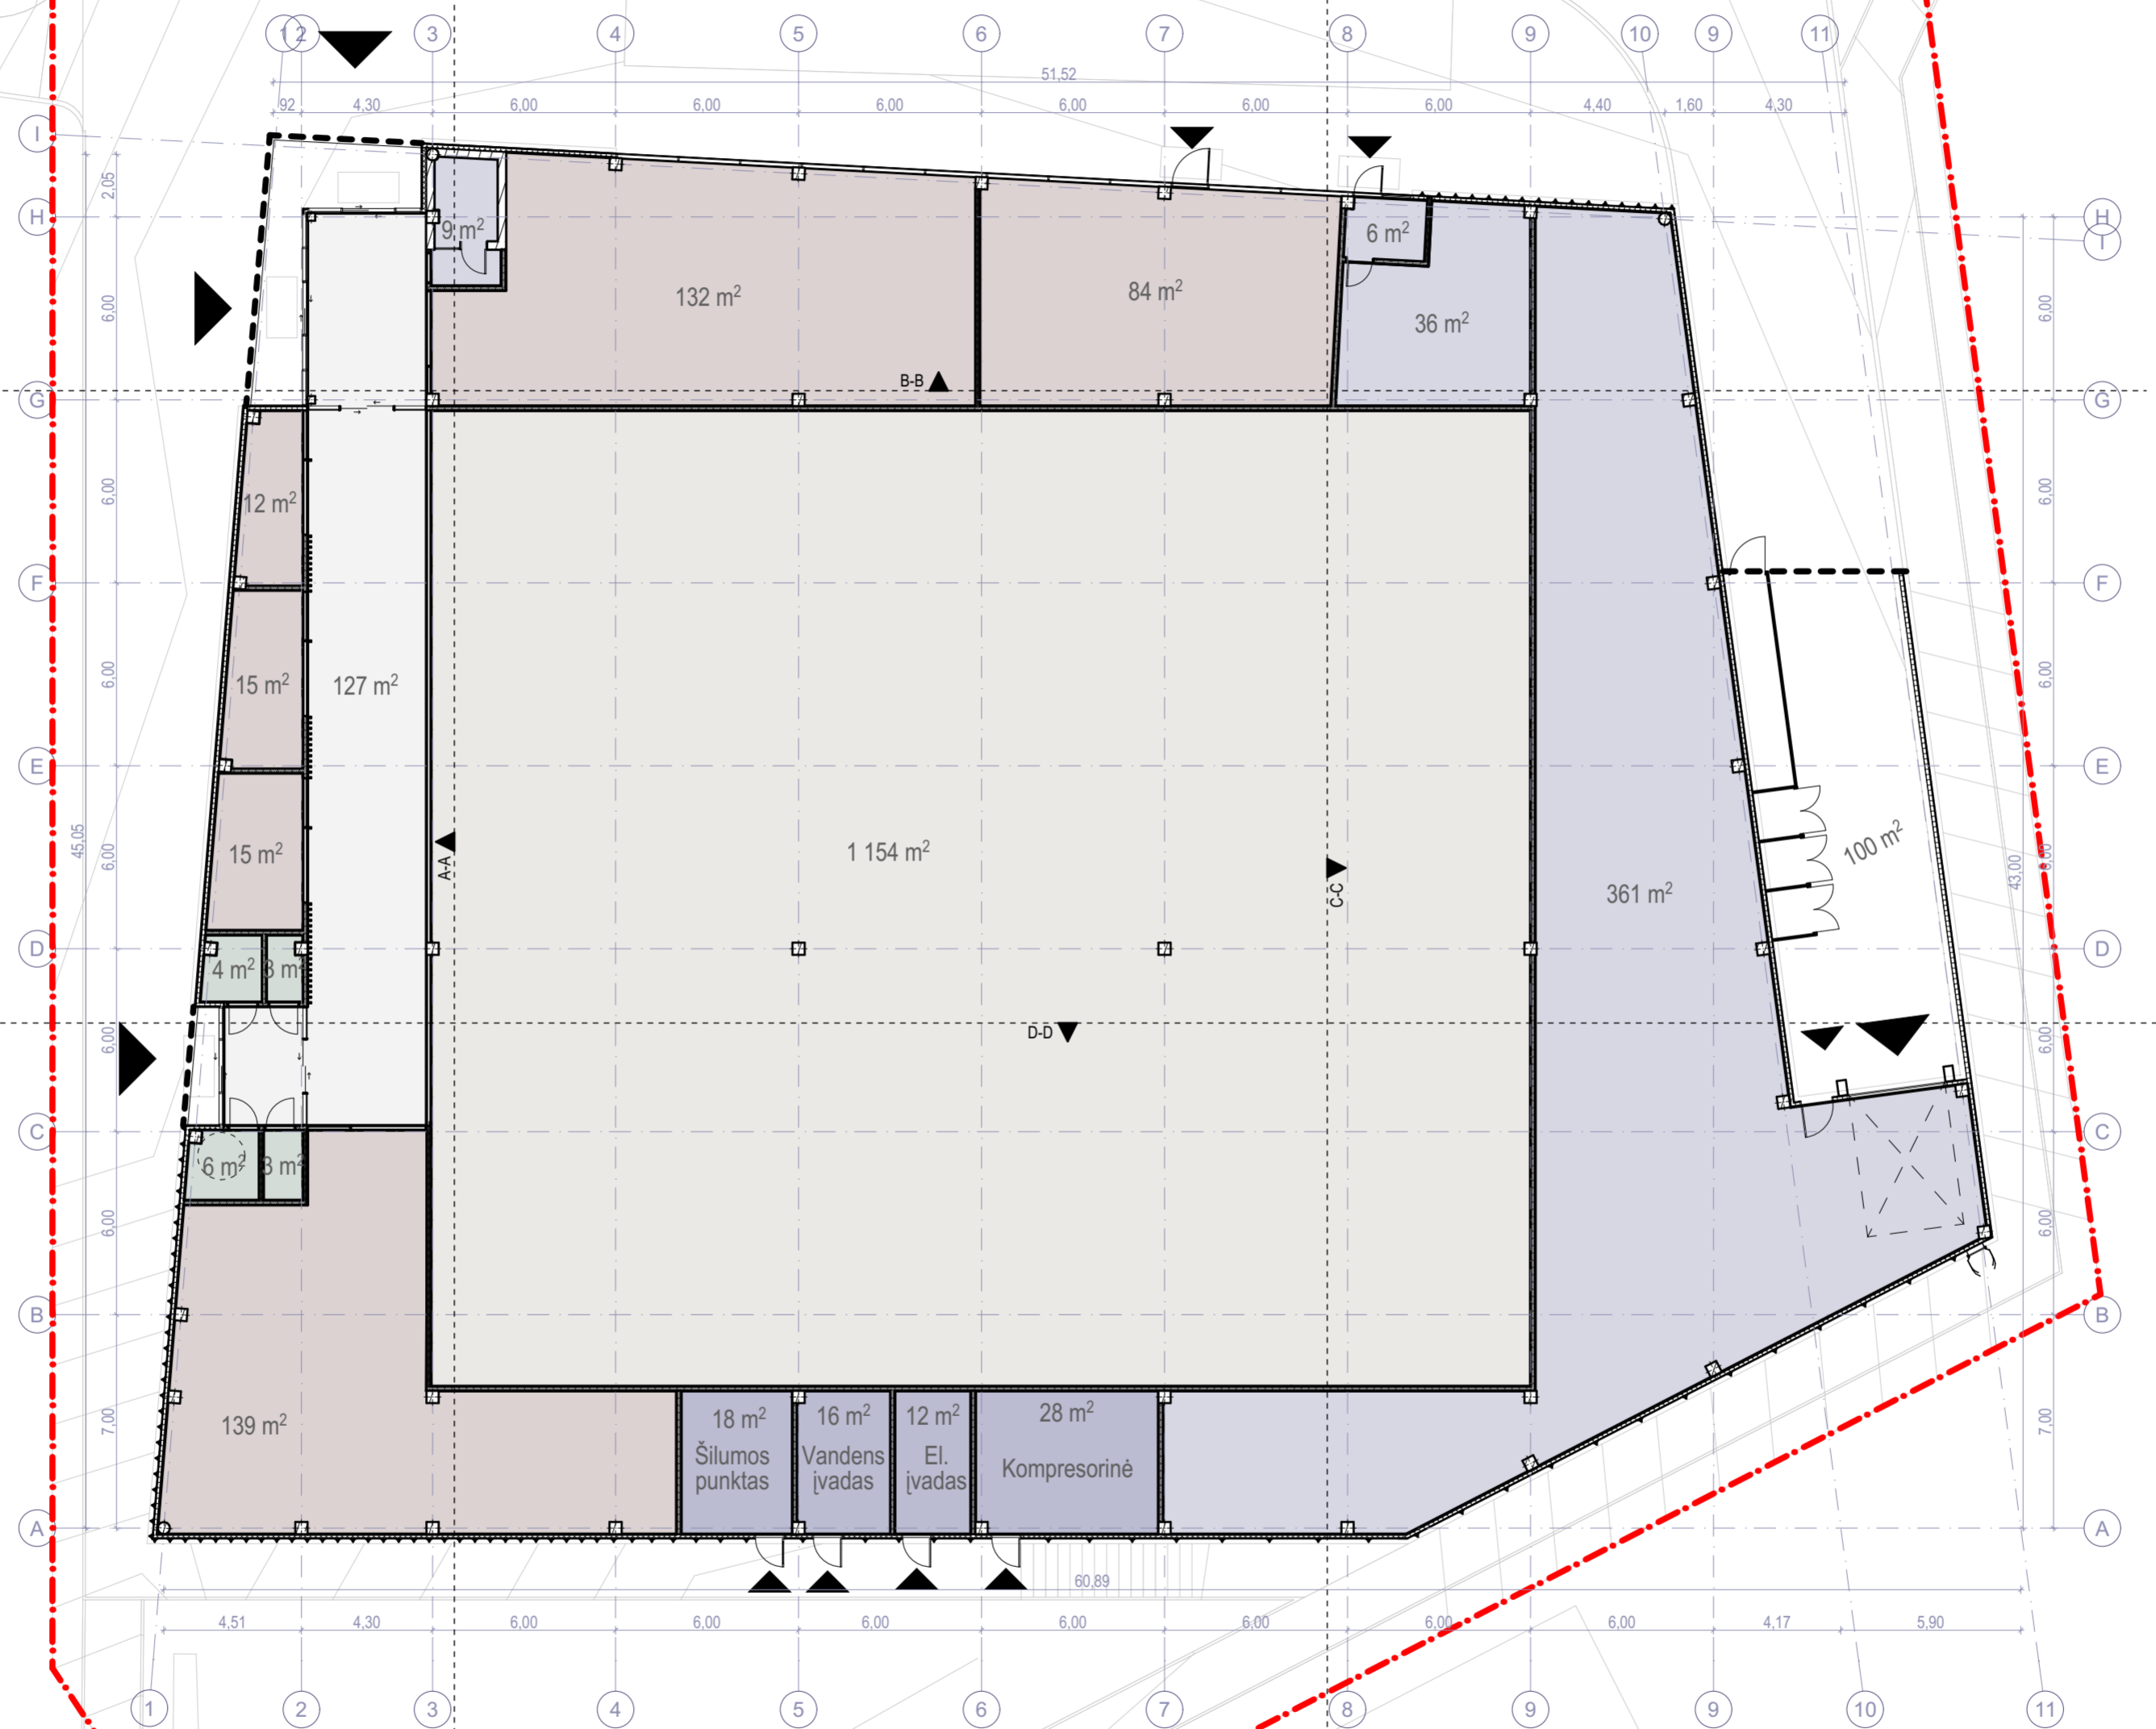 1 2 3 4 5 6 7 8 9 10 9 11
51,52
92 4,30 6,00 6,00 6,00 6,00 6,00 6,00 4,40 1,60 4,30
I
2,05
H
H
I
9 m²
6 m²
132 m²
84 m²
36 m²
6,00
6,00
B-B
G
G
12 m²
6,00
6,00
F
F
15 m²
127 m²
6,00
6,00
E
E
45,05
15 m²
6,00
A-A
1 154 m²
C-C
361 m²
100 m²
43,00
6,00
D
D
4 m²
3 m²
D-D
6,00
6,00
C
C
6 m²
3 m²
6,00
6,00
B
B
139 m²
7,00
7,00
18 m²
Šilumos
punktas
16 m²
Vandens
įvadas
12 m²
El.
įvadas
28 m²
Kompresorinė
A
A
60,89
4,51 4,30 6,00 6,00 6,00 6,00 6,00 6,00 6,00 4,17 5,90
1 2 3 4 5 6 7 8 9 9 10 11